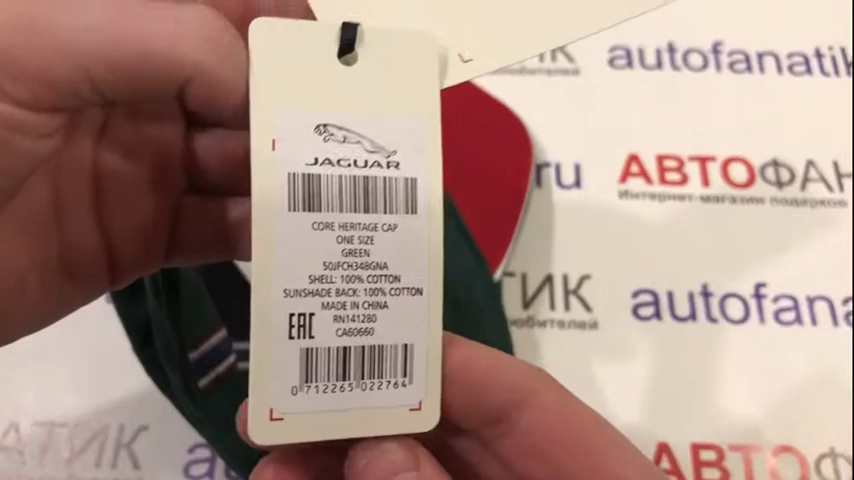 JAGUAR
CORE HERITAGE CAP
ONE SIZE
GREEN
50JFCH348GNA
SHELL: 100% COTTON
SUNSHADE BACK: 100% COTTON
MADE IN CHINA
RN141280
CA60660
EAC
0 712265 022764
autofanatik
ru
АВТОФАН
Интернет-магазин подарков
ТИК
юбителей
autofana
АТИК
АВТОФ